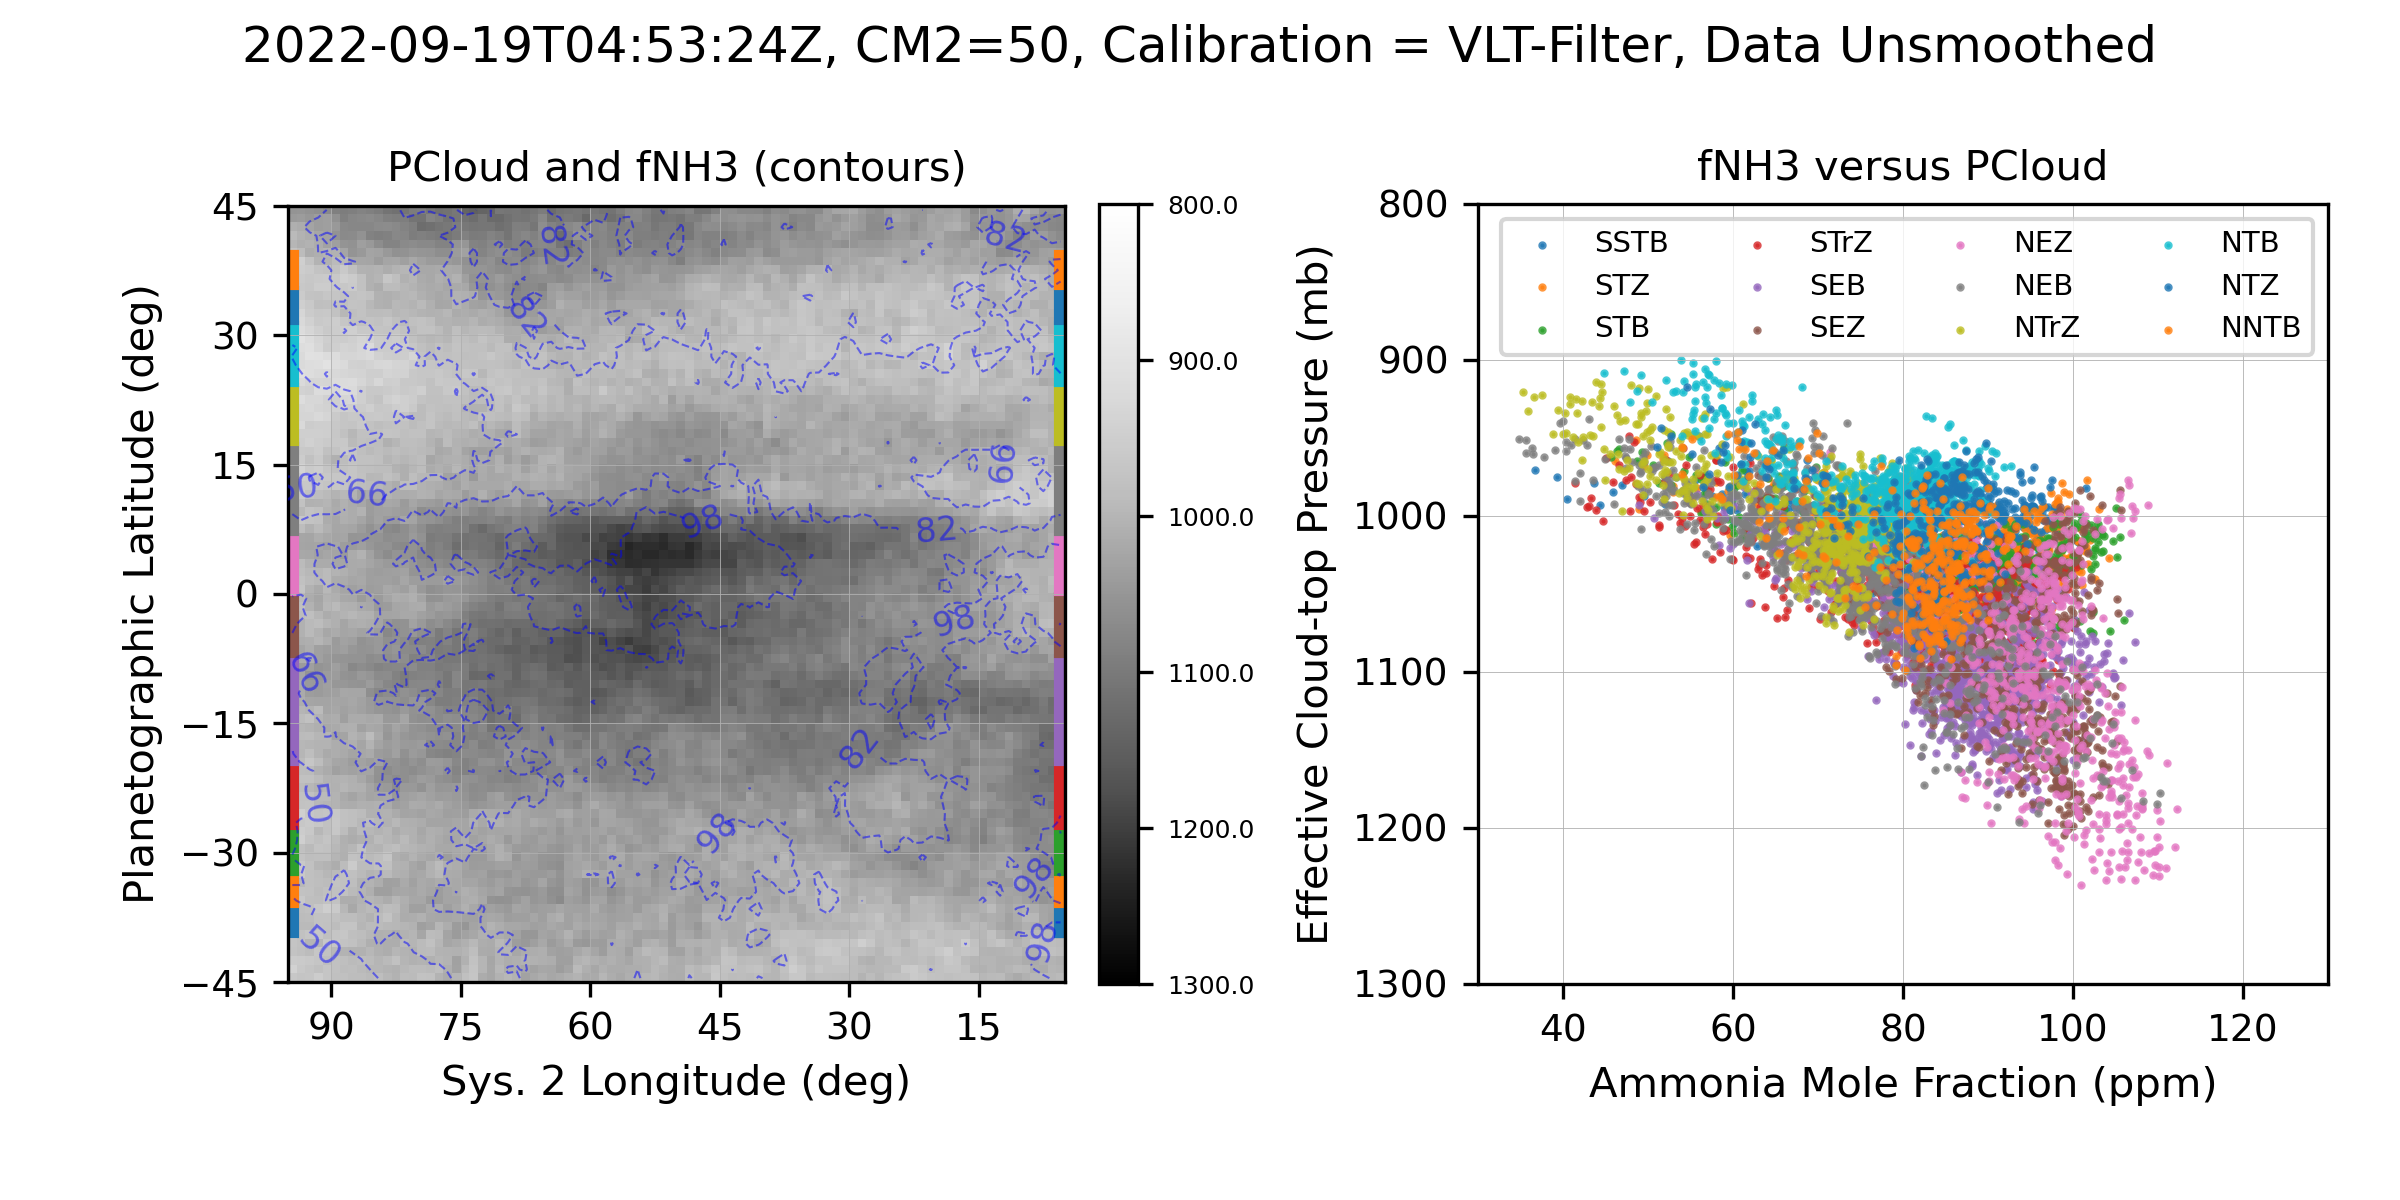 2022-09-19T04:53:24Z, CM2=50, Calibration = VLT-Filter, Data Unsmoothed
PCloud and fNH3 (contours)
45
30
15
0
−15
−30
−45
Planetographic Latitude (deg)
90
75
60
45
30
15
Sys. 2 Longitude (deg)
82
82
82
66
50
66
98
82
98
66
82
50
98
98
50
98
800.0
900.0
1000.0
1100.0
1200.0
1300.0
fNH3 versus PCloud
800
900
1000
1100
1200
1300
Effective Cloud-top Pressure (mb)
SSTB
STZ
STB
STrZ
SEB
SEZ
NEZ
NEB
NTrZ
NTB
NTZ
NNTB
40
60
80
100
120
Ammonia Mole Fraction (ppm)